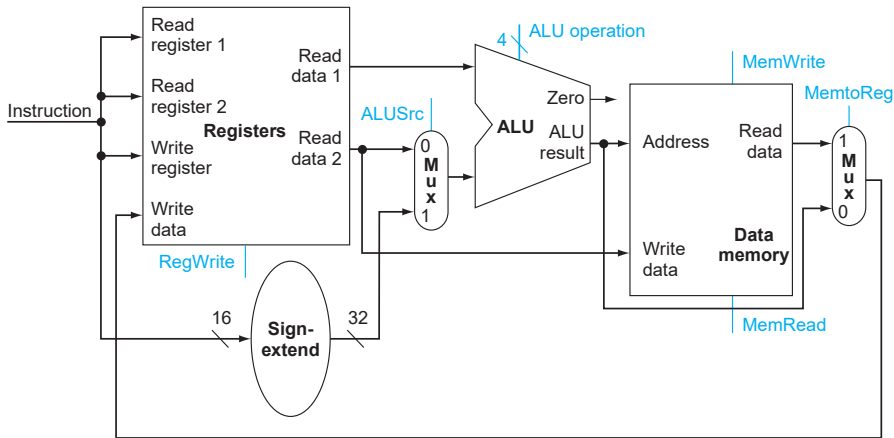 Instruction
Read
register 1
Read
register 2
Write
register
Write
data
Registers
Read
data 1
Read
data 2
RegWrite
16
Sign-
extend
32
ALUSrc
0
M
u
x
1
4
ALU operation
ALU
Zero
ALU
result
MemWrite
Address
Read
data
Write
data
Data
memory
MemRead
MemtoReg
1
M
u
x
0